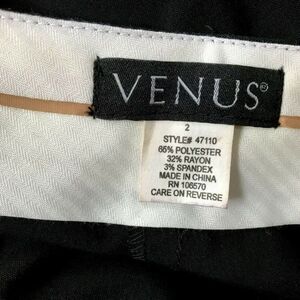 VENUS®
2
STYLE# 47110
65% POLYESTER
32% RAYON
3% SPANDEX
MADE IN CHINA
RN 106570
CARE ON REVERSE